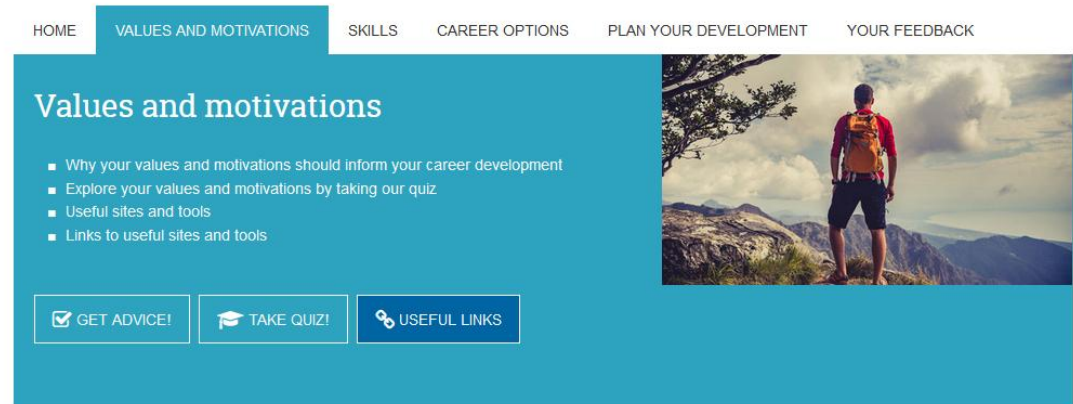 HOME VALUES AND MOTIVATIONS SKILLS CAREER OPTIONS PLAN YOUR DEVELOPMENT YOUR FEEDBACK
Values and motivations
Why your values and motivations should inform your career development
Explore your values and motivations by taking our quiz
Useful sites and tools
Links to useful sites and tools
GET ADVICE! TAKE QUIZ! USEFUL LINKS